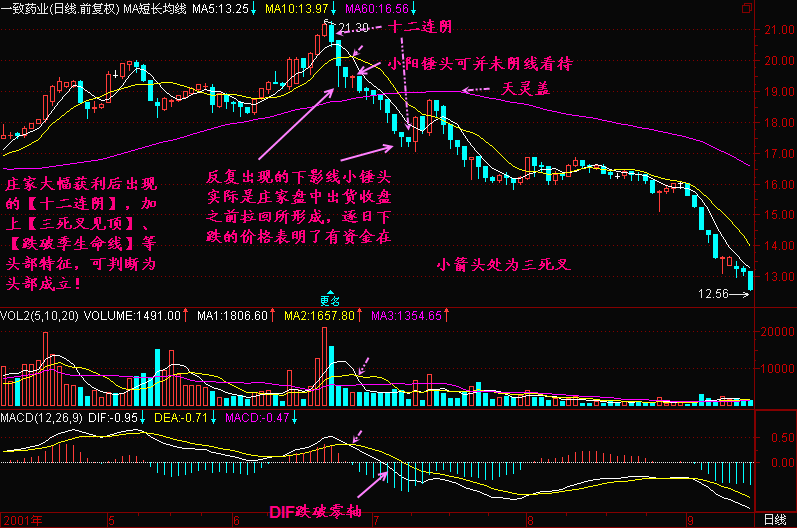 一致药业(日线.前复权) MA短长均线 MA5:13.25↓ MA10:13.97↓ MA60:16.56↓
21.30
十二连阴
小阳锤头可并未阴线看待
天灵盖
21.00
20.00
19.00
18.00
17.00
16.00
15.00
14.00
13.00
庄家大幅获利后出现
的【十二连阴】，加
上【三死叉见顶】、
【跌破季生命线】等
头部特征，可判断为
头部成立！
反复出现的下影线小锤头
实际是庄家盘中出货收盘
之前拉回所形成，逐日下
跌的价格表明了有资金在
小箭头处为三死叉
12.56
更名
VOL2(5,10,20) VOLUME:1491.00↑ MA1:1806.60↑ MA2:1657.80↑ MA3:1354.65↑
20000
10000
MACD(12,26,9) DIF:-0.95↓ DEA:-0.71↓ MACD:-0.47↓
0.50
0.00
DIF跌破零轴
2001年 5 6 7 8 9 日线